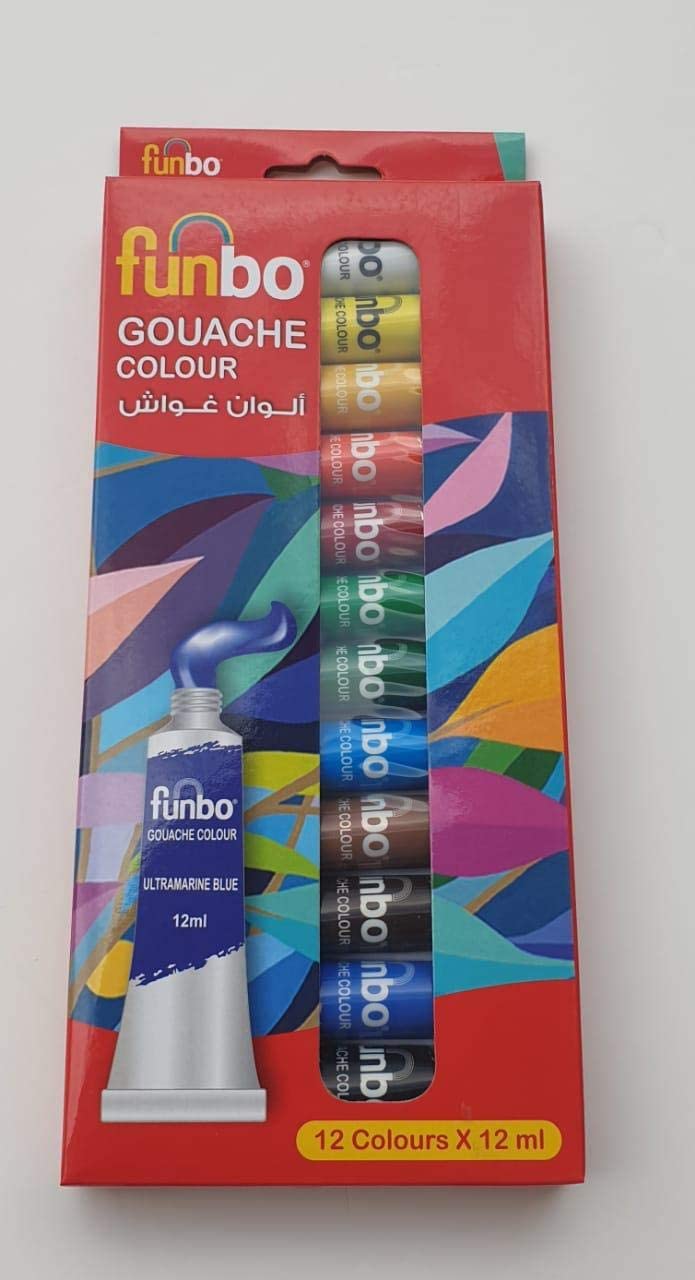 funbo
funbo®
GOUACHE
COLOUR
ألوان غواش
funbo®
GOUACHE COLOUR
ULTRAMARINE BLUE
12ml
12 Colours X 12 ml